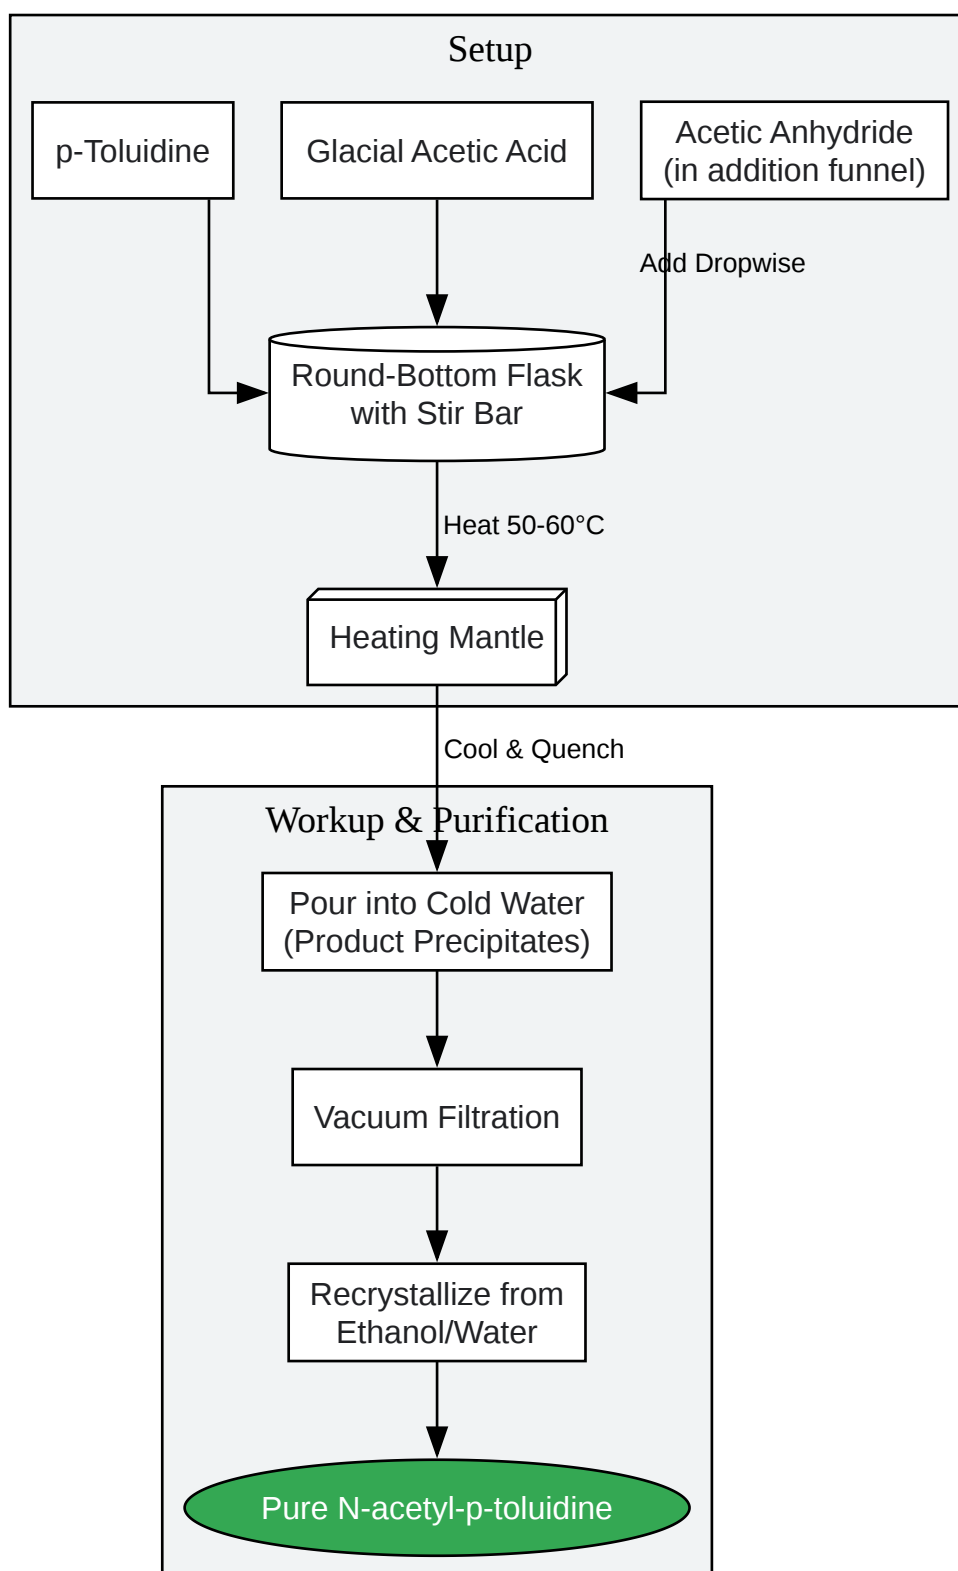 Setup
p-Toluidine
Glacial Acetic Acid
Acetic Anhydride
(in addition funnel)
Add Dropwise
Round-Bottom Flask
with Stir Bar
Heat 50-60°C
Heating Mantle
Cool & Quench
Workup & Purification
Pour into Cold Water
(Product Precipitates)
Vacuum Filtration
Recrystallize from
Ethanol/Water
Pure N-acetyl-p-toluidine